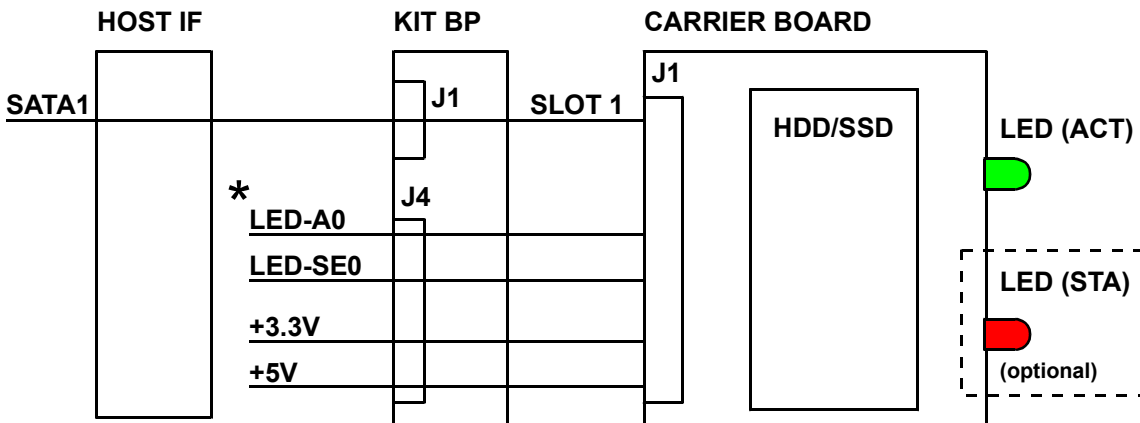 HOST IF
KIT BP
CARRIER BOARD
J1
SATA1
J1
SLOT 1
HDD/SSD
LED (ACT)
*
J4
LED-A0
LED-SE0
LED (STA)
+3.3V
+5V
(optional)